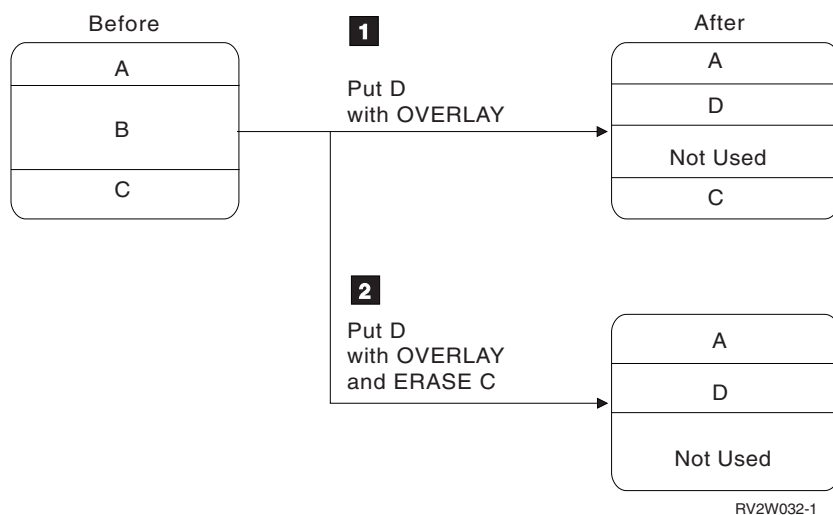 Before
A
B
C
1
Put D
with OVERLAY
After
A
D
Not Used
C
2
Put D
with OVERLAY
and ERASE C
A
D
Not Used
RV2W032-1